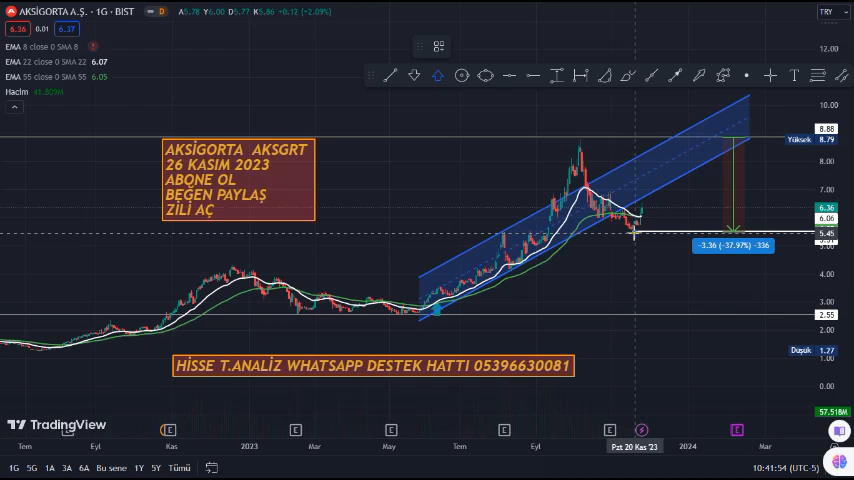 AKSİGORTA A.Ş. · 1G · BIST
D
A5.78 Y6.00 D5.77 K5.86 +0.12 (+2.09%)
TRY
6.36 0.01 6.37
EMA 8 close 0 SMA 8
EMA 22 close 0 SMA 22 6.07
EMA 55 close 0 SMA 55 6.05
Hacim 41.809M
12.00
10.00
8.88
Yüksek 8.79
8.00
7.00
6.36
6.06
5.45
5.00
4.00
3.00
2.55
2.00
Düşük 1.27
0.00
57.518M
AKSİGORTA AKSGRT
26 KASIM 2023
ABONE OL
BEĞEN PAYLAŞ
ZİLİ AÇ
−3.36 (−37.97%) −336
HİSSE T.ANALİZ WHATSAPP DESTEK HATTI 05396630081
TradingView
E E E E E E
Tem Eyl Kas 2023 Mar May Tem Eyl Pzt 20 Kas '23 2024 Mar
1G 5G 1A 3A 6A Bu sene 1Y 5Y Tümü
10:41:54 (UTC-5)